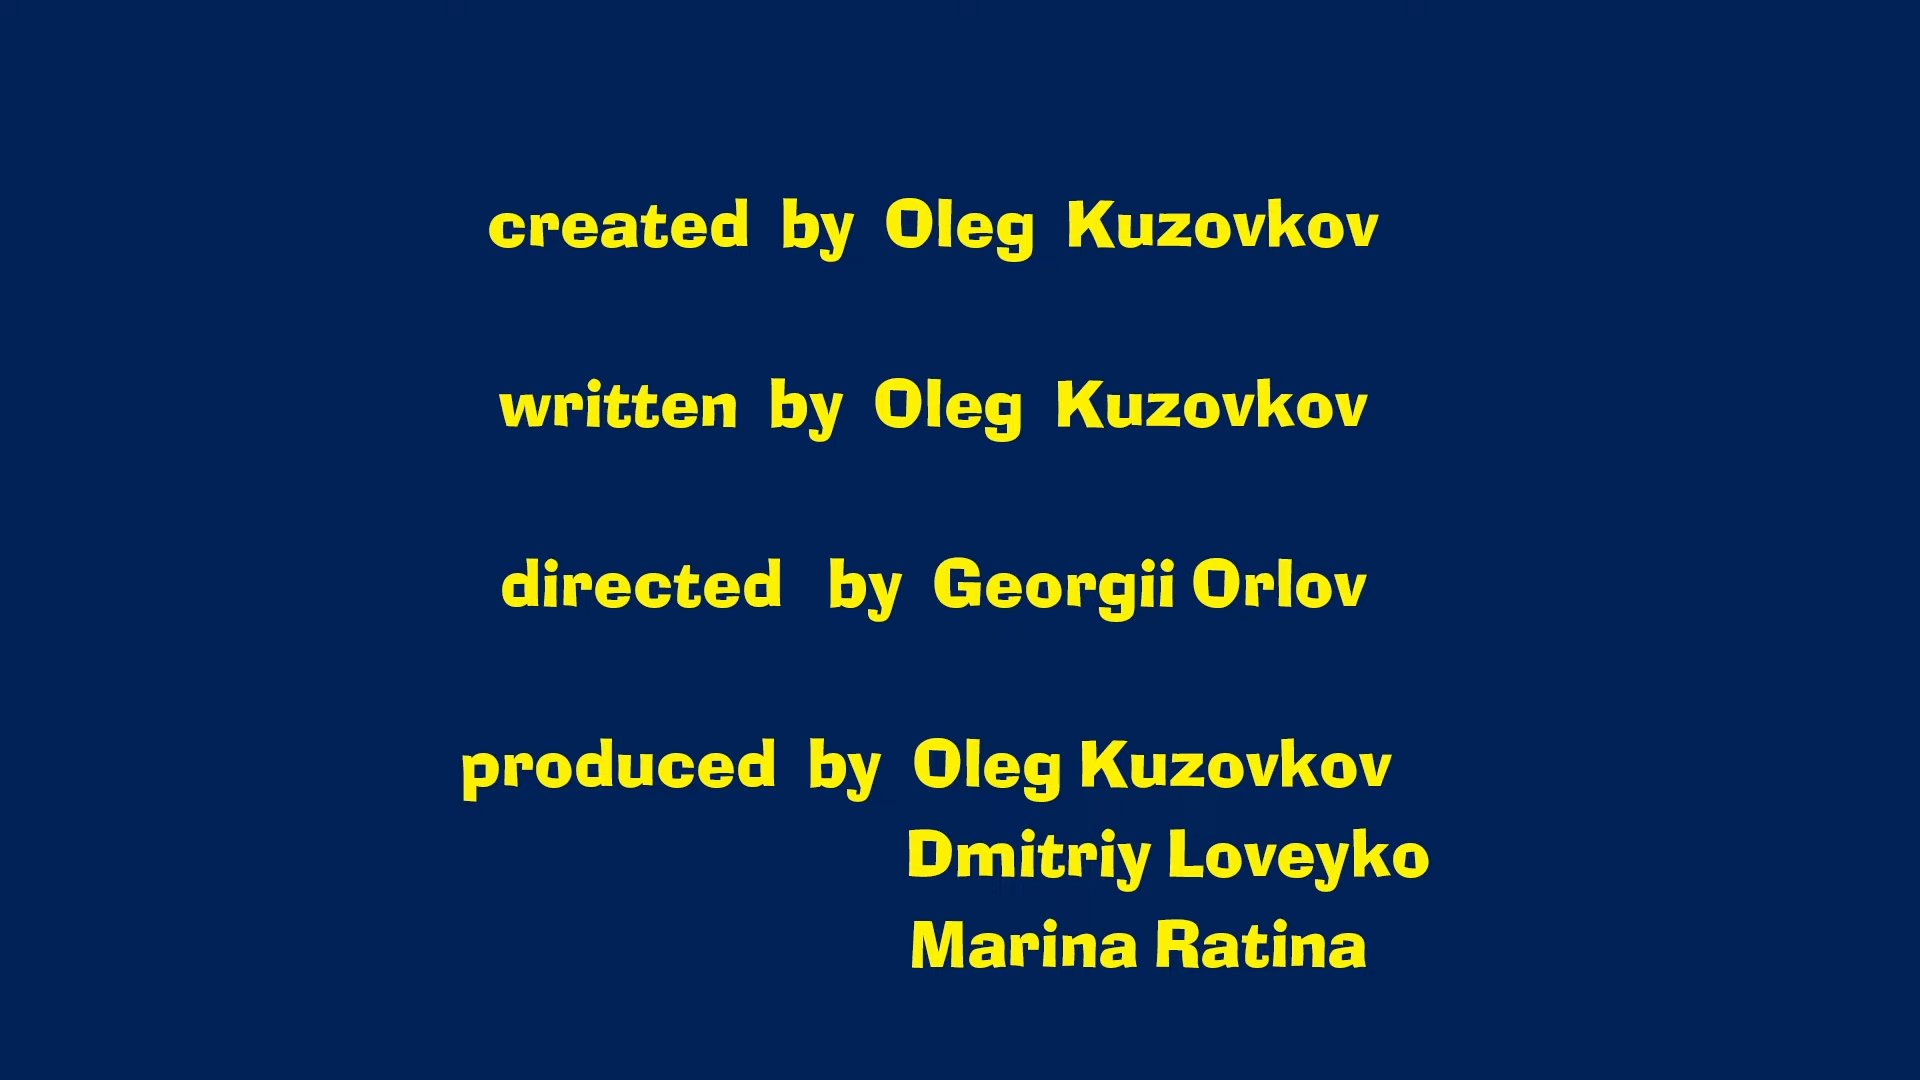 created by Oleg Kuzovkov
written by Oleg Kuzovkov
directed by Georgii Orlov
produced by Oleg Kuzovkov
Dmitriy Loveyko
Marina Ratina